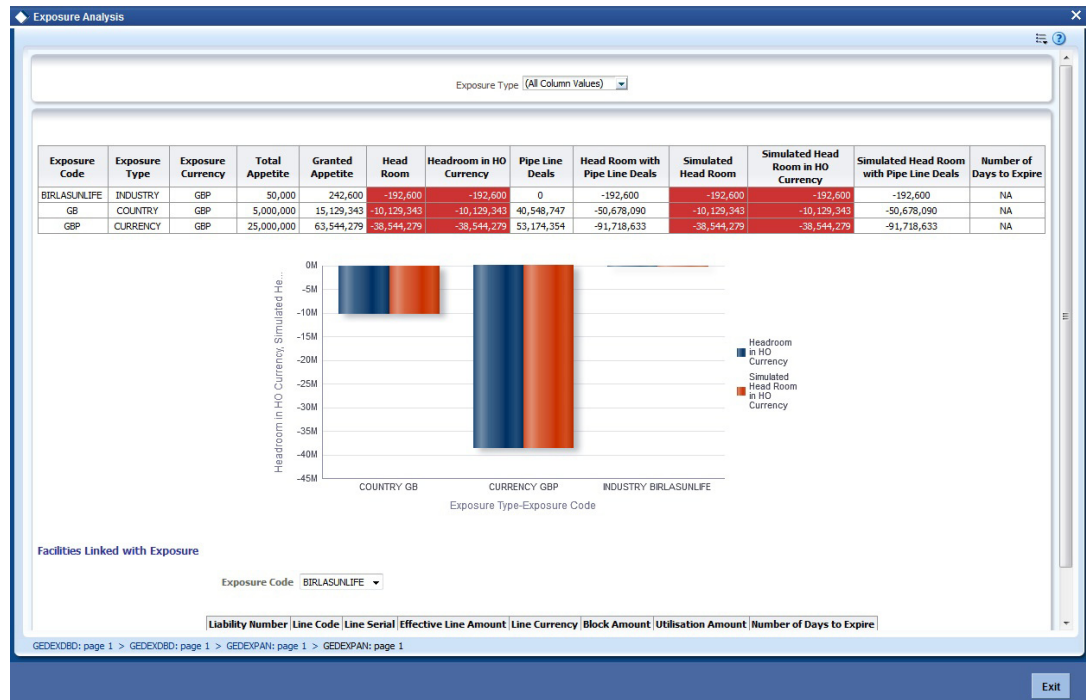 Exposure Analysis
Exposure Type (All Column Values)
Exposure Code Exposure Type Exposure Currency Total Appetite Granted Appetite Head Room Headroom in HO Currency Pipe Line Deals Head Room with Pipe Line Deals Simulated Head Room Simulated Head Room in HO Currency Simulated Head Room with Pipe Line Deals Number of Days to Expire
BIRLASUNLIFE INDUSTRY GBP 50,000 242,600 -192,600 -192,600 0 -192,600 -192,600 -192,600 -192,600 NA
GB COUNTRY GBP 5,000,000 15,129,343 -10,129,343 -10,129,343 40,548,747 -50,678,090 -10,129,343 -10,129,343 -50,678,090 NA
GBP CURRENCY GBP 25,000,000 63,544,279 -38,544,279 -38,544,279 53,174,354 -91,718,633 -38,544,279 -38,544,279 -91,718,633 NA
Headroom in HO Currency, Simulated He...
0M
-5M
-10M
-15M
-20M
-25M
-30M
-35M
-40M
-45M
COUNTRY GB CURRENCY GBP INDUSTRY BIRLASUNLIFE
Exposure Type-Exposure Code
Headroom
in HO
Currency
Simulated
Head Room
in HO
Currency
Facilities Linked with Exposure
Exposure Code BIRLASUNLIFE
Liability Number Line Code Line Serial Effective Line Amount Line Currency Block Amount Utilisation Amount Number of Days to Expire
GEDEXDBD: page 1 > GEDEXDBD: page 1 > GEDEXPAN: page 1 > GEDEXPAN: page 1
Exit